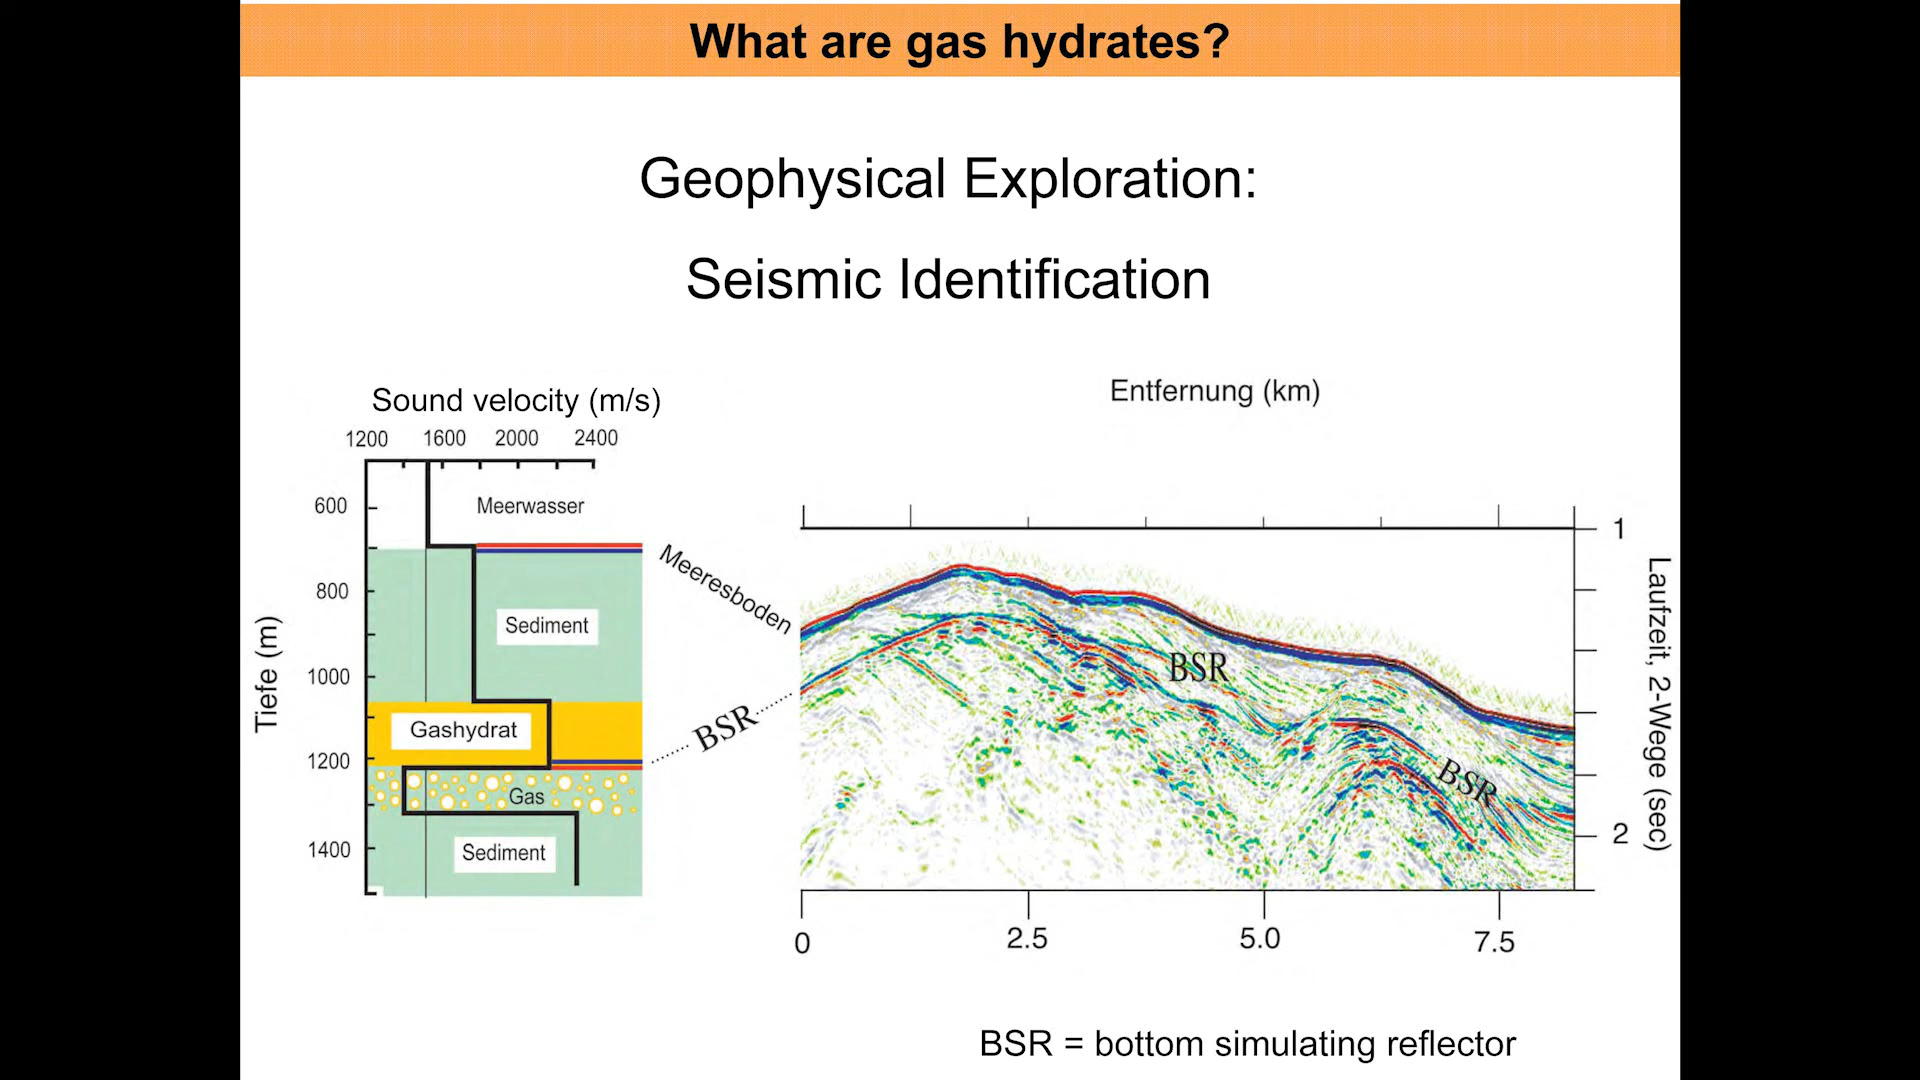 What are gas hydrates?
Geophysical Exploration:
Seismic Identification
Sound velocity (m/s)
1200 1600 2000 2400
Tiefe (m)
600
800
1000
1200
1400
Meerwasser
Sediment
Gashydrat
Gas
Sediment
Meeresboden
BSR
Entfernung (km)
BSR
BSR
1
2
Laufzeit, 2-Wege (sec)
0 2.5 5.0 7.5
BSR = bottom simulating reflector